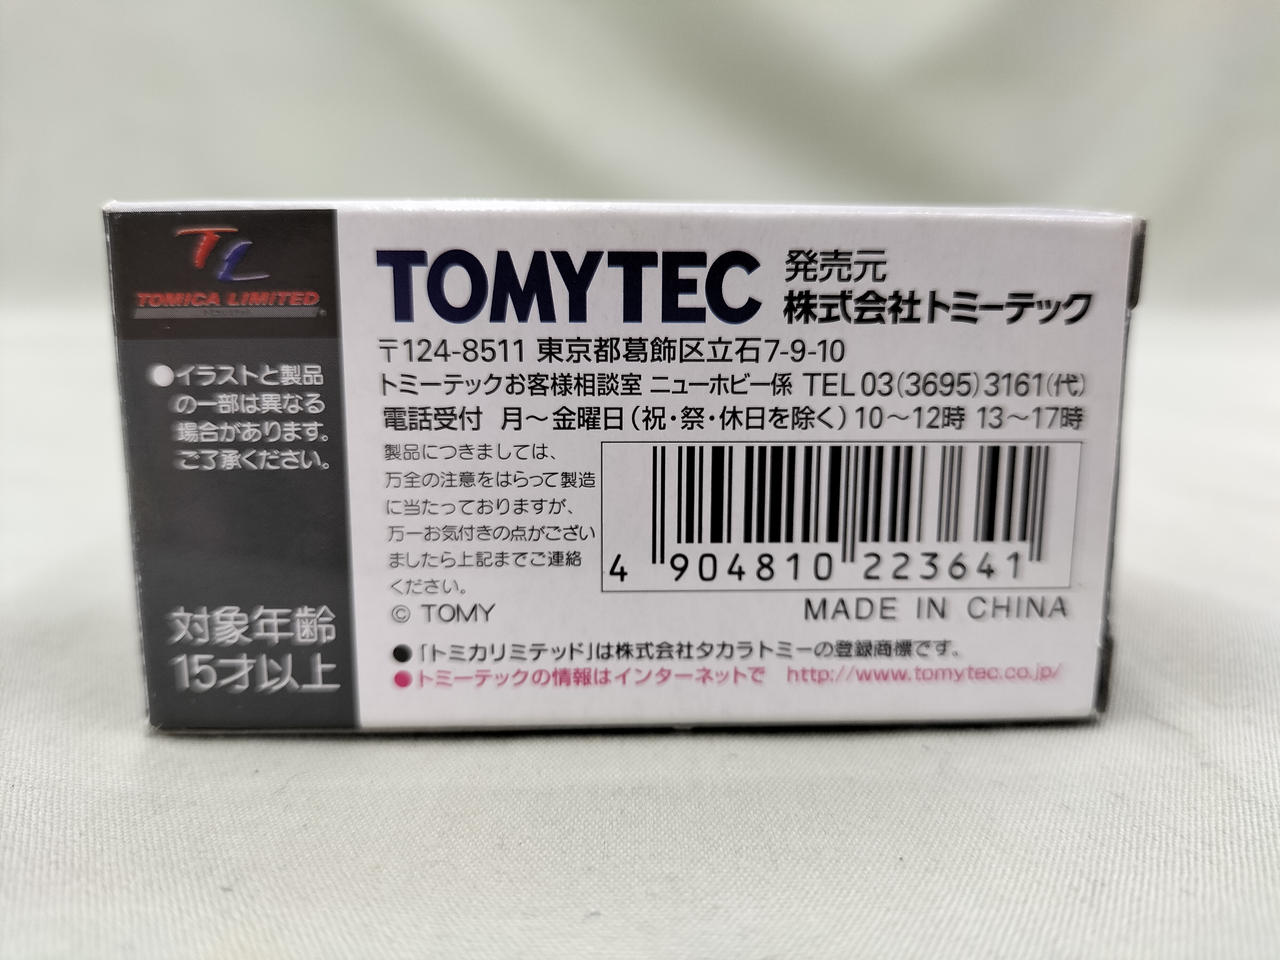 TL
TOMICA LIMITED
トミカリミテッド
●イラストと製品
の一部は異なる
場合があります。
ご了承ください。
対象年齢
15才以上
TOMYTEC 発売元
株式会社トミーテック
〒124-8511 東京都葛飾区立石7-9-10
トミーテックお客様相談室 ニューホビー係 TEL 03(3695)3161(代)
電話受付 月～金曜日(祝・祭・休日を除く)10～12時 13～17時
製品につきましては、
万全の注意をはらって製造
に当たっておりますが、
万一お気付きの点がござい
ましたら上記までご連絡
ください。
© TOMY
4 904810 223641
MADE IN CHINA
●「トミカリミテッド」は株式会社タカラトミーの登録商標です。
●トミーテックの情報はインターネットで http://www.tomytec.co.jp/